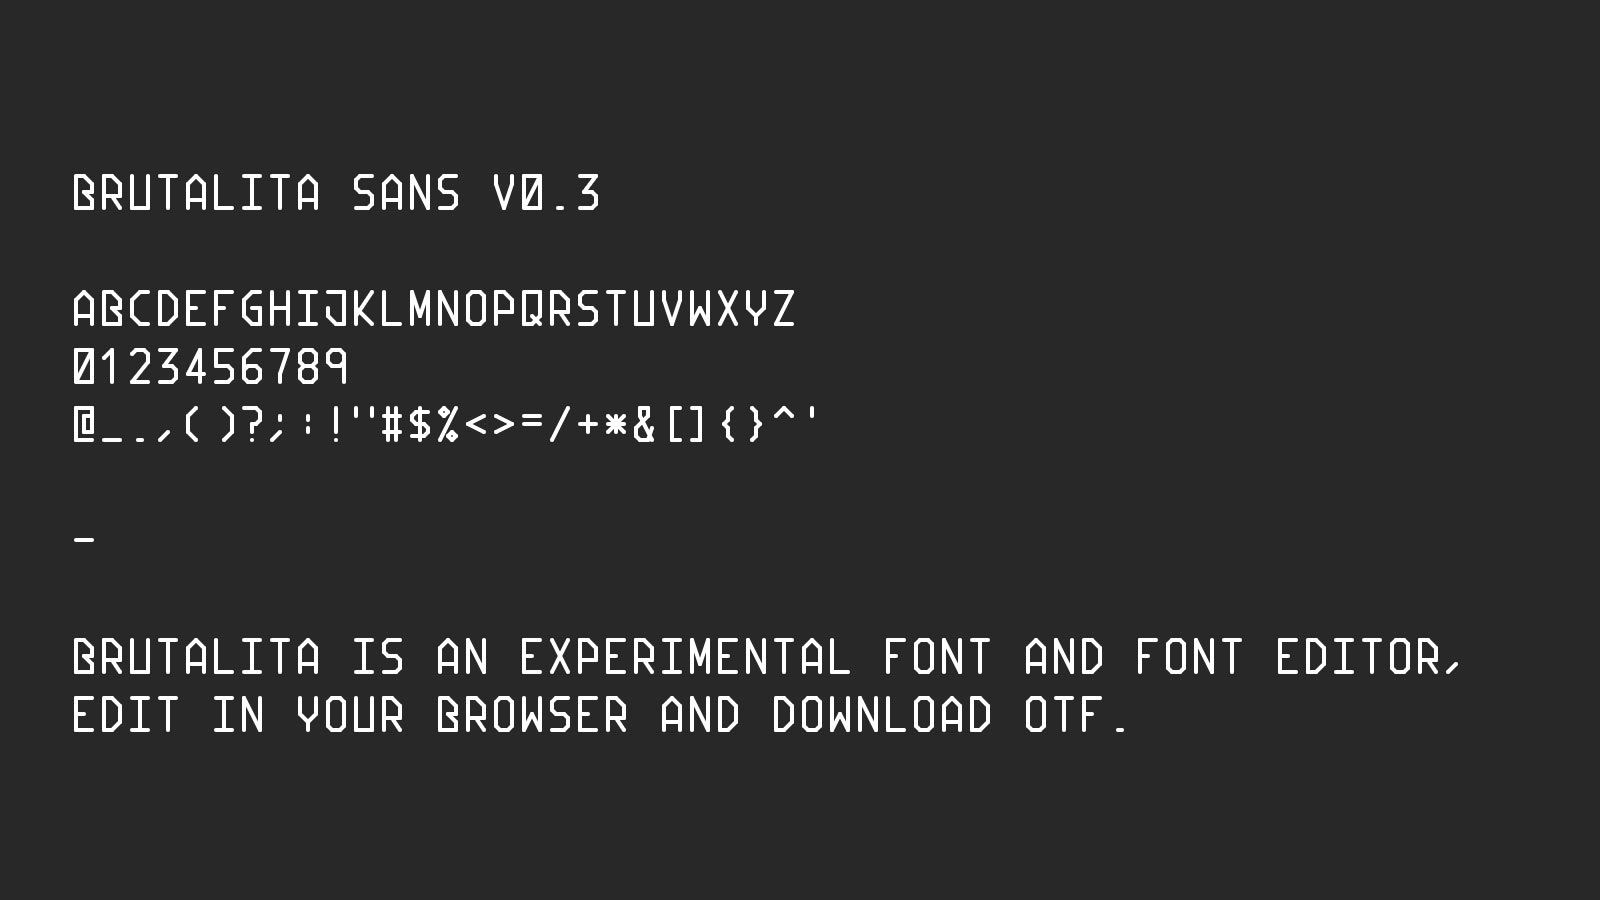 BRUTALITA SANS V0.3
ABCDEFGHIJKLMNOPQRSTUVWXYZ
0123456789
@_.,()?;:!"#$%<>=/+*&[]{}^'
-
BRUTALITA IS AN EXPERIMENTAL FONT AND FONT EDITOR,
EDIT IN YOUR BROWSER AND DOWNLOAD OTF.